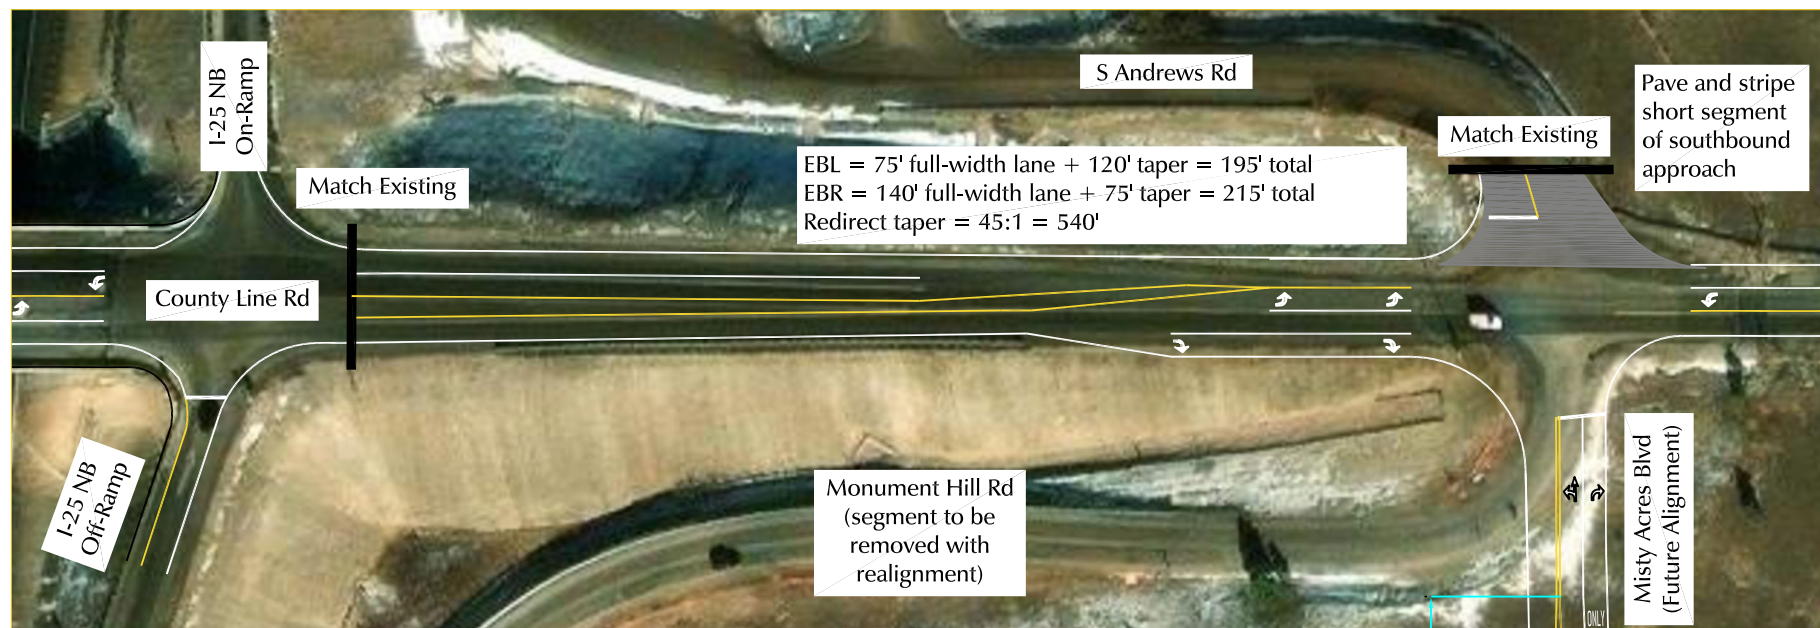 I-25 NB
On-Ramp
S Andrews Rd
Pave and stripe
short segment
of southbound
approach
Match Existing
Match Existing
EBL = 75' full-width lane + 120' taper = 195' total
EBR = 140' full-width lane + 75' taper = 215' total
Redirect taper = 45:1 = 540'
County Line Rd
I-25 NB
Off-Ramp
Monument Hill Rd
(segment to be
removed with
realignment)
Misty Acres Blvd
(Future Alignment)
ONLY